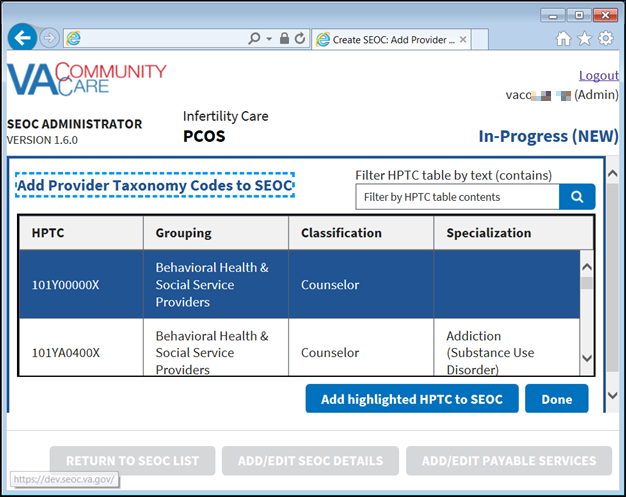 Create SEOC: Add Provider ...
VA COMMUNITY CARE
Logout
vaco (Admin)
Infertility Care
SEOC ADMINISTRATOR
PCOS
In-Progress (NEW)
VERSION 1.6.0
Add Provider Taxonomy Codes to SEOC
Filter HPTC table by text (contains)
Filter by HPTC table contents
HPTC Grouping Classification Specialization
101Y00000X
Behavioral Health &
Social Service
Providers
Counselor
101YA0400X
Behavioral Health &
Social Service
Providers
Counselor
Addiction
(Substance Use
Disorder)
Add highlighted HPTC to SEOC Done
RETURN TO SEOC LIST ADD/EDIT SEOC DETAILS ADD/EDIT PAYABLE SERVICES
https://dev.seoc.va.gov/